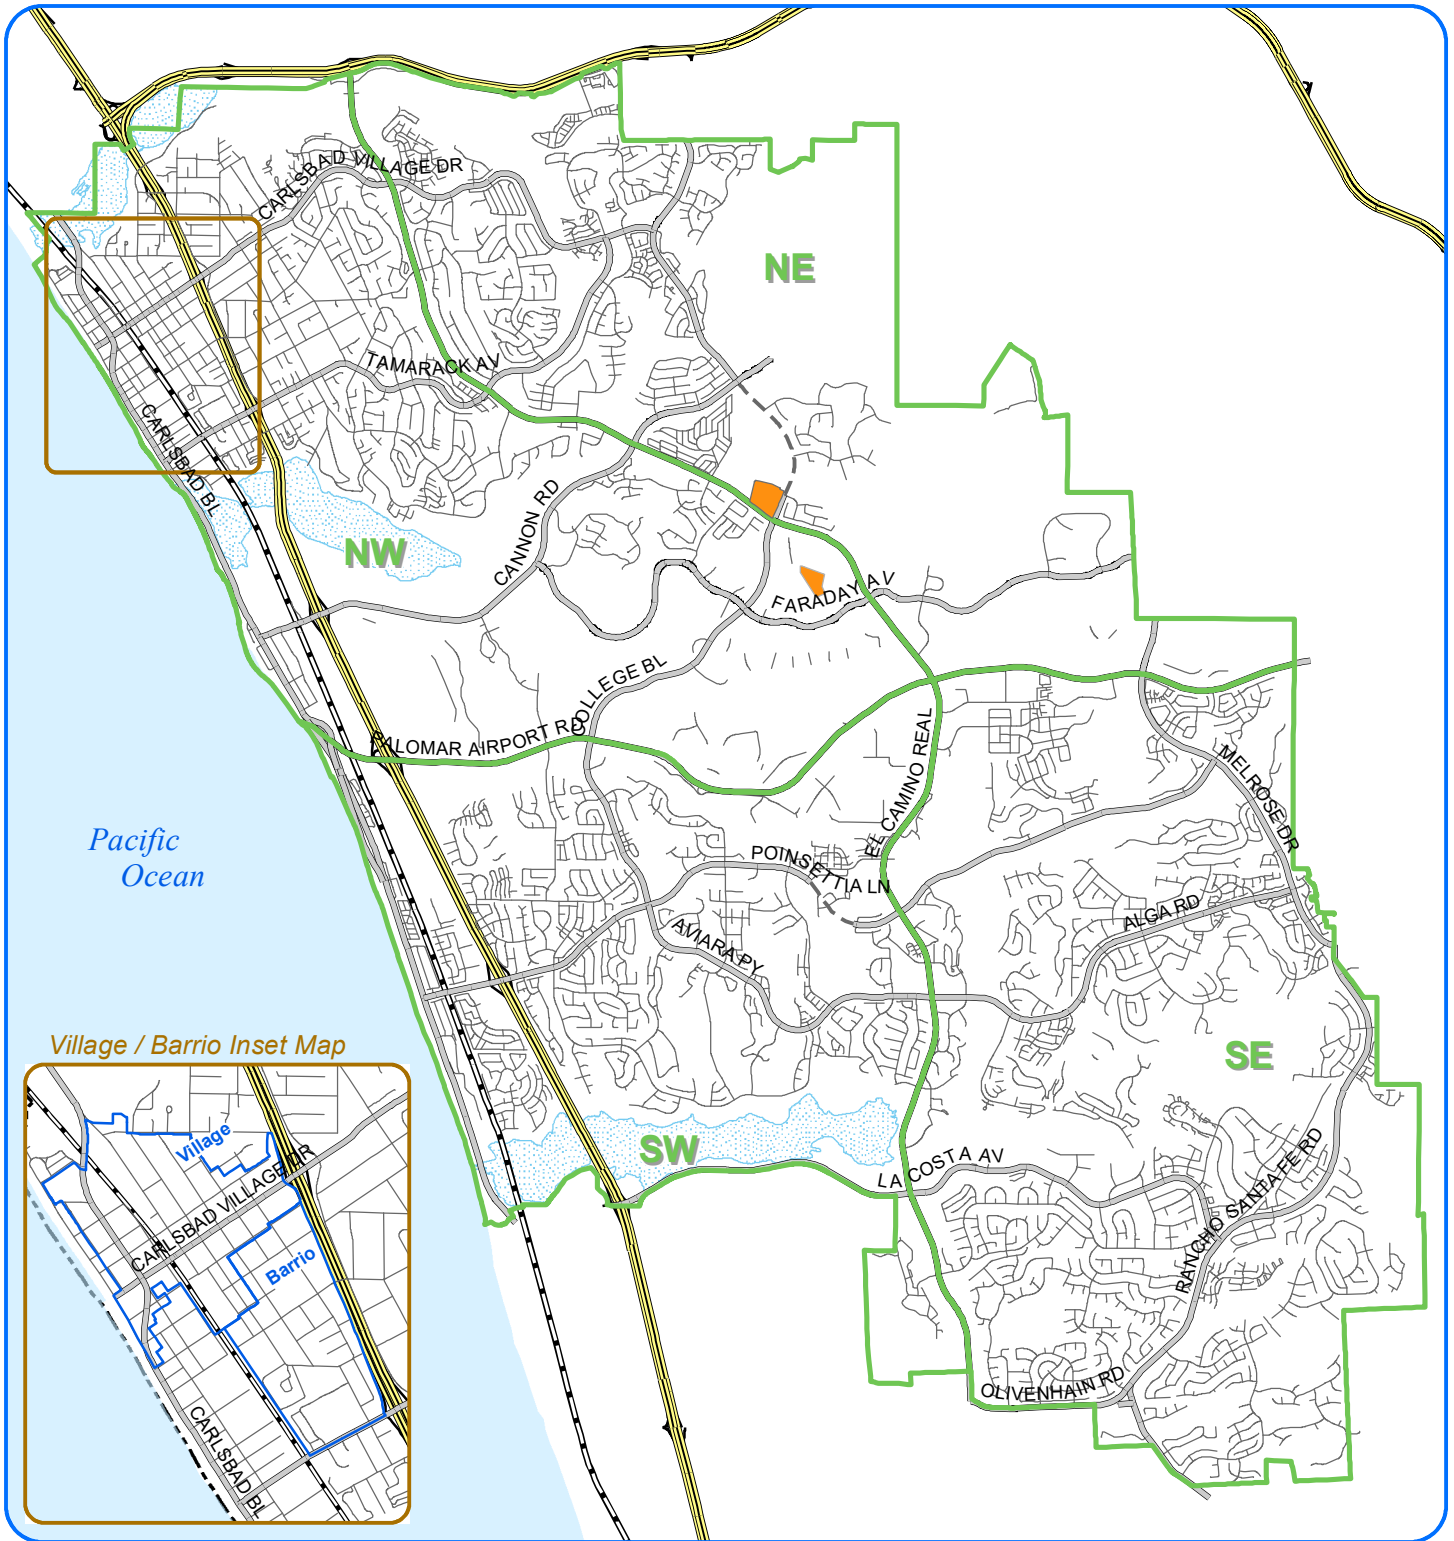 CARLSBAD VILLAGE DR
NE
TAMARACK AV
CARLSBAD BL
NW
CANNON RD
FARADAY AV
COLLEGE BL
PALOMAR AIRPORT RD
EL CAMINO REAL
MELROSE DR
Pacific
Ocean
POINSETTIA LN
ALGA RD
AVIARA PY
Village / Barrio Inset Map
SE
SW
LA COSTA AV
RANCHO SANTA FE RD
OLIVENHAIN RD
Village
CARLSBAD VILLAGE DR
Barrio
CARLSBAD BL